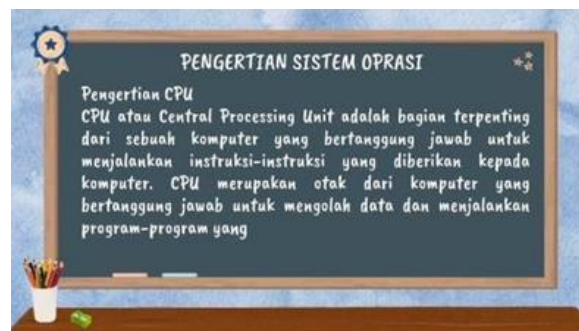 PENGERTIAN SISTEM OPRASI
Pengertian CPU
CPU atau Central Processing Unit adalah bagian terpenting
dari sebuah komputer yang bertanggung jawab untuk
menjalankan instruksi-instruksi yang diberikan kepada
komputer. CPU merupakan otak dari komputer yang
bertanggung jawab untuk mengolah data dan menjalankan
program-program yang